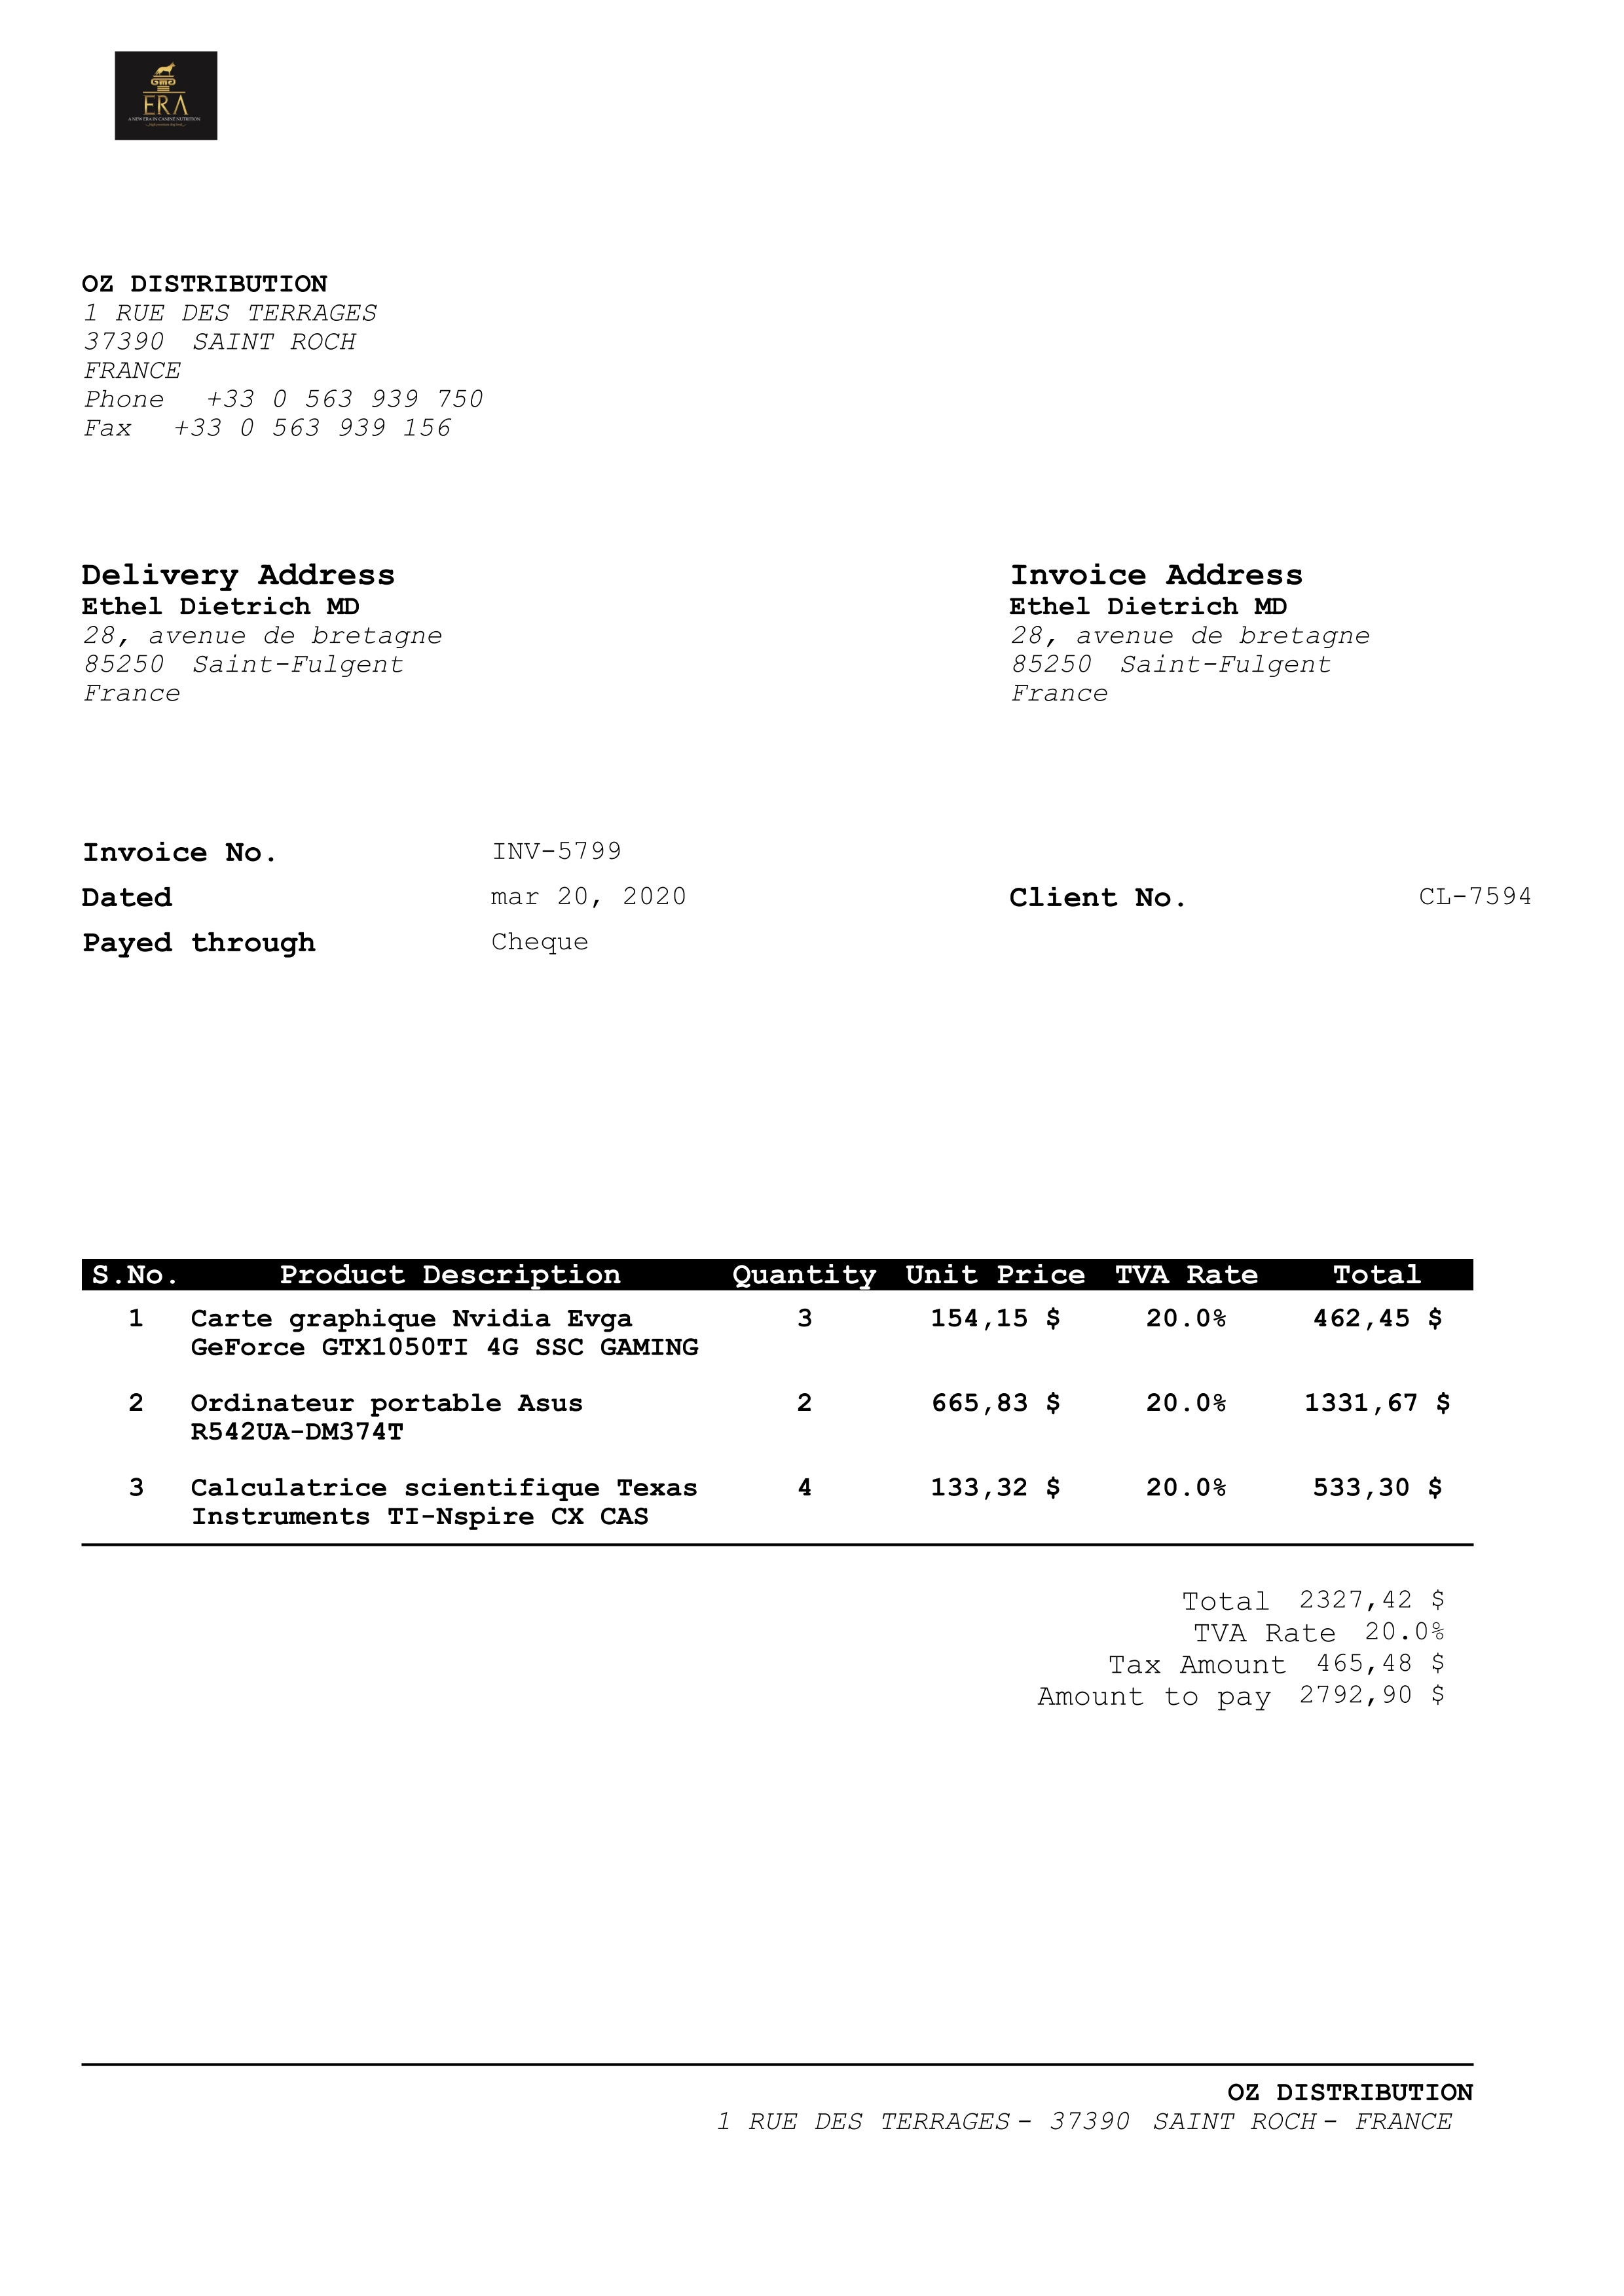 ERA
A NEW ERA IN CANINE NUTRITION
OZ DISTRIBUTION
1 RUE DES TERRAGES
37390 SAINT ROCH
FRANCE
Phone +33 0 563 939 750
Fax +33 0 563 939 156
Delivery Address
Ethel Dietrich MD
28, avenue de bretagne
85250 Saint-Fulgent
France
Invoice Address
Ethel Dietrich MD
28, avenue de bretagne
85250 Saint-Fulgent
France
Invoice No. INV-5799
Dated mar 20, 2020 Client No. CL-7594
Payed through Cheque
S.No. Product Description Quantity Unit Price TVA Rate Total
1 Carte graphique Nvidia Evga 3 154,15 $ 20.0% 462,45 $
GeForce GTX1050TI 4G SSC GAMING
2 Ordinateur portable Asus 2 665,83 $ 20.0% 1331,67 $
R542UA-DM374T
3 Calculatrice scientifique Texas 4 133,32 $ 20.0% 533,30 $
Instruments TI-Nspire CX CAS
Total 2327,42 $
TVA Rate 20.0%
Tax Amount 465,48 $
Amount to pay 2792,90 $
OZ DISTRIBUTION
1 RUE DES TERRAGES - 37390 SAINT ROCH - FRANCE